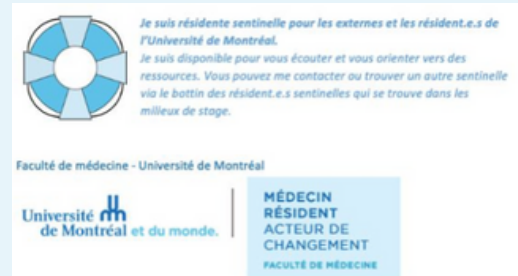 Je suis résidente sentinelle pour les externes et les résident.e.s de
l'Université de Montréal.
Je suis disponible pour vous écouter et vous orienter vers des
ressources. Vous pouvez me contacter ou trouver un autre sentinelle
via le bottin des résident.e.s sentinelles qui se trouve dans les
milieux de stage.
Faculté de médecine - Université de Montréal
Université
de Montréal et du monde.
MÉDECIN
RÉSIDENT
ACTEUR DE
CHANGEMENT
FACULTÉ DE MÉDECINE